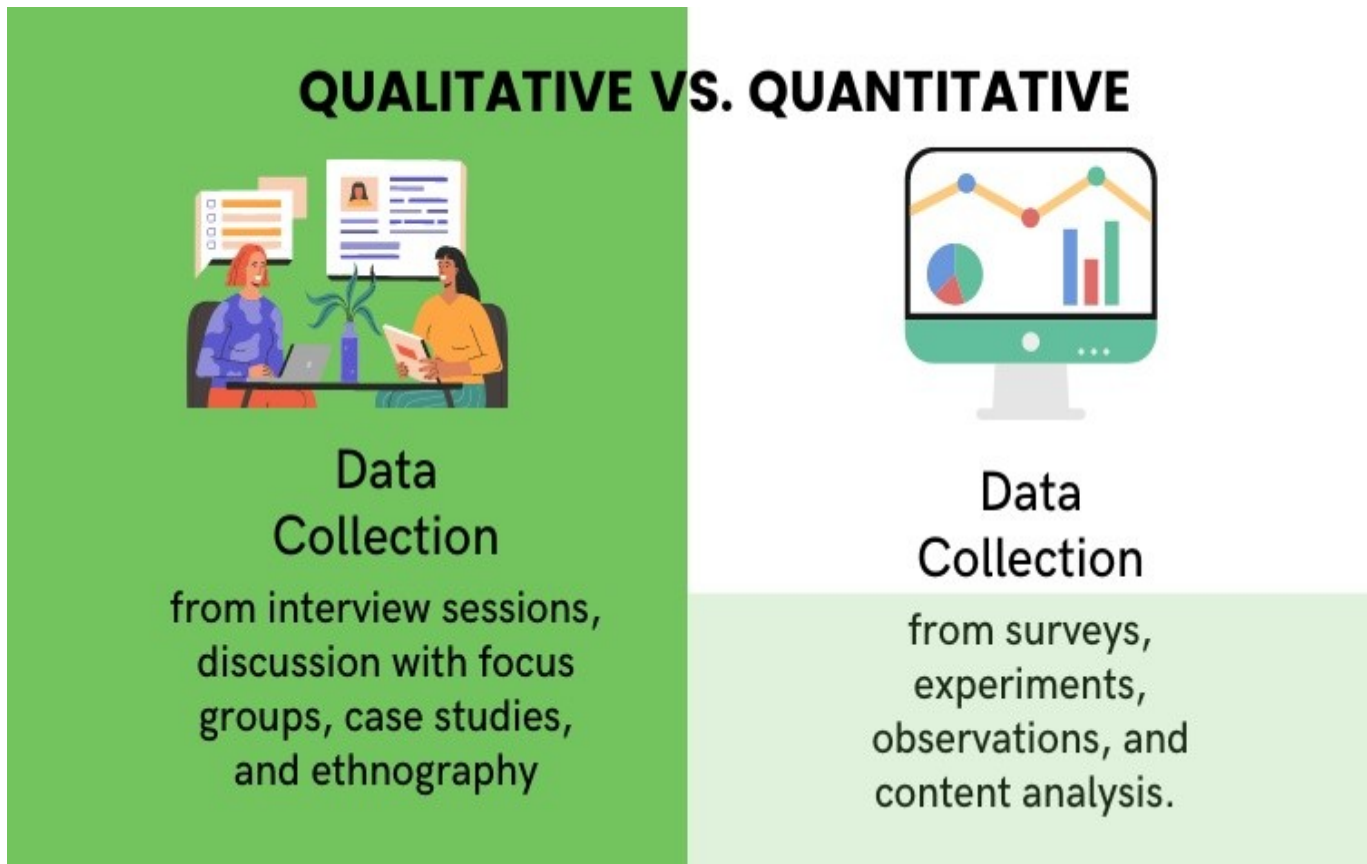 QUALITATIVE VS. QUANTITATIVE
Data
Collection
from interview sessions,
discussion with focus
groups, case studies,
and ethnography
Data
Collection
from surveys,
experiments,
observations, and
content analysis.